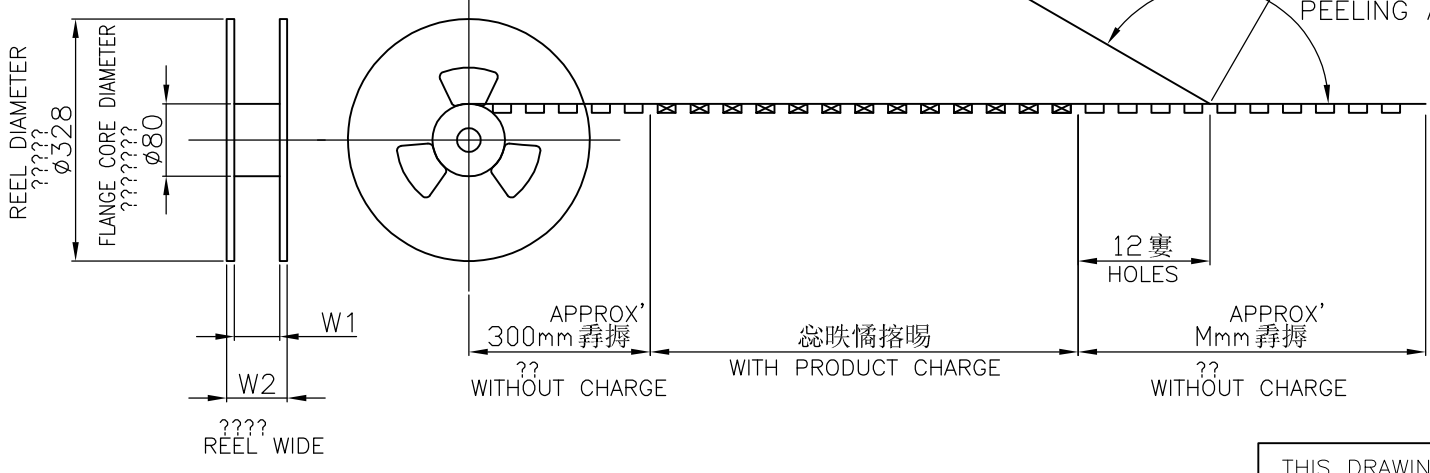 PEELING
REEL DIAMETER
?????
ø328
FLANGE CORE DIAMETER
???????
ø80
12
HOLES
W1
APPROX'
300mm
??
WITHOUT CHARGE
WITH PRODUCT CHARGE
APPROX'
Mmm
??
WITHOUT CHARGE
W2
????
REEL WIDE
THIS DRAWIN